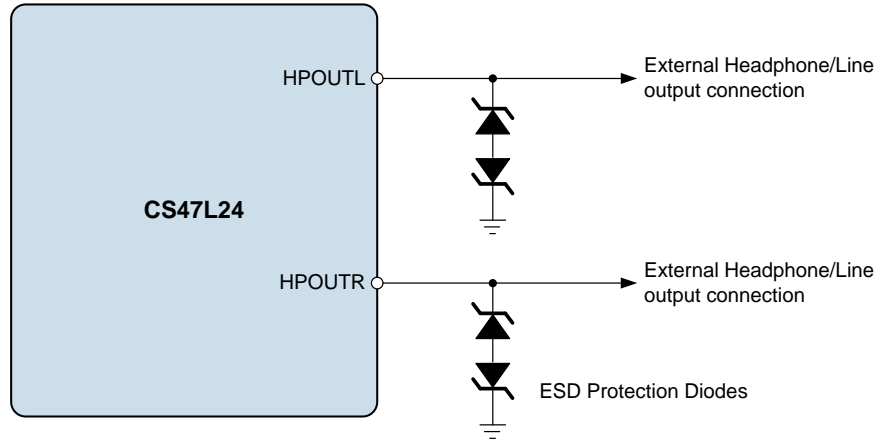 HPOUTL
External Headphone/Line
output connection
CS47L24
HPOUTR
External Headphone/Line
output connection
ESD Protection Diodes